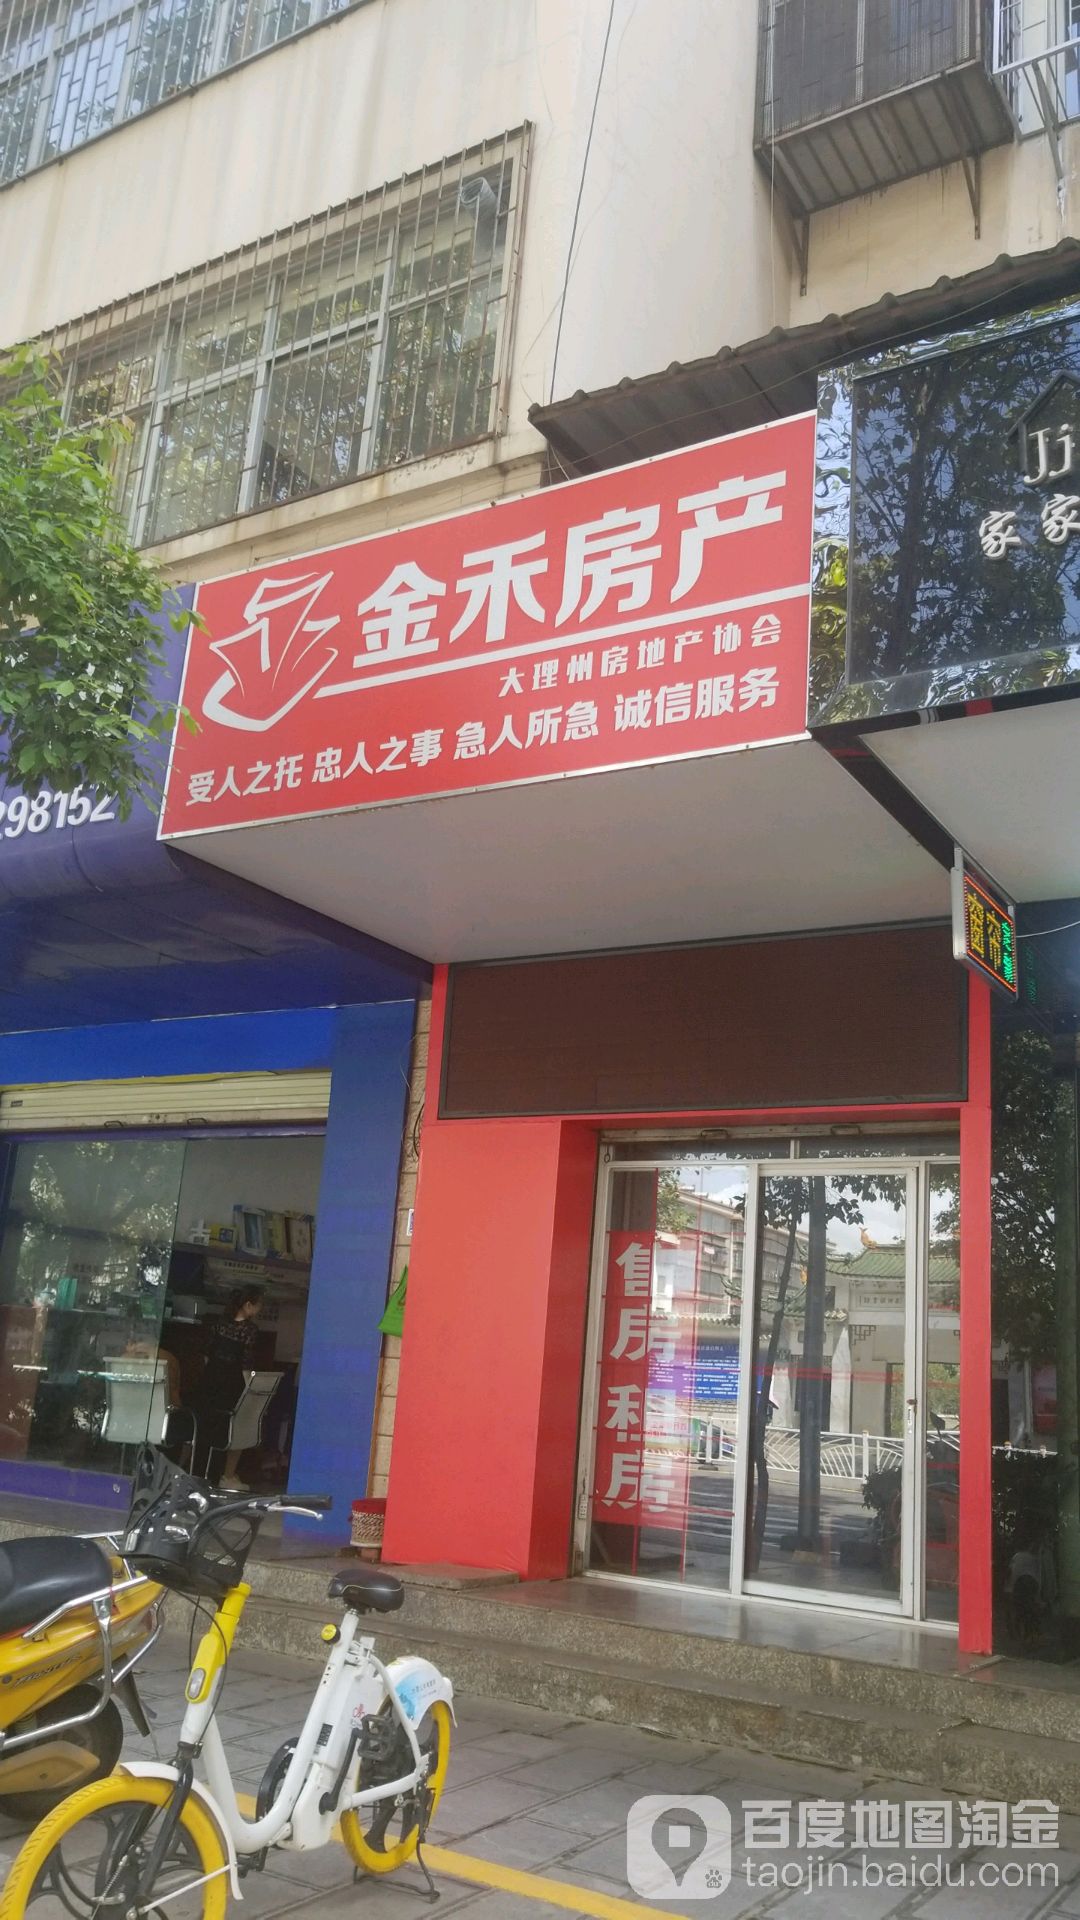 金禾房产
大理州房地产协会
受人之托 忠人之事 急人所急 诚信服务
298152
Jj
家家
售房
租房
百度地图淘金
taojin.baidu.com